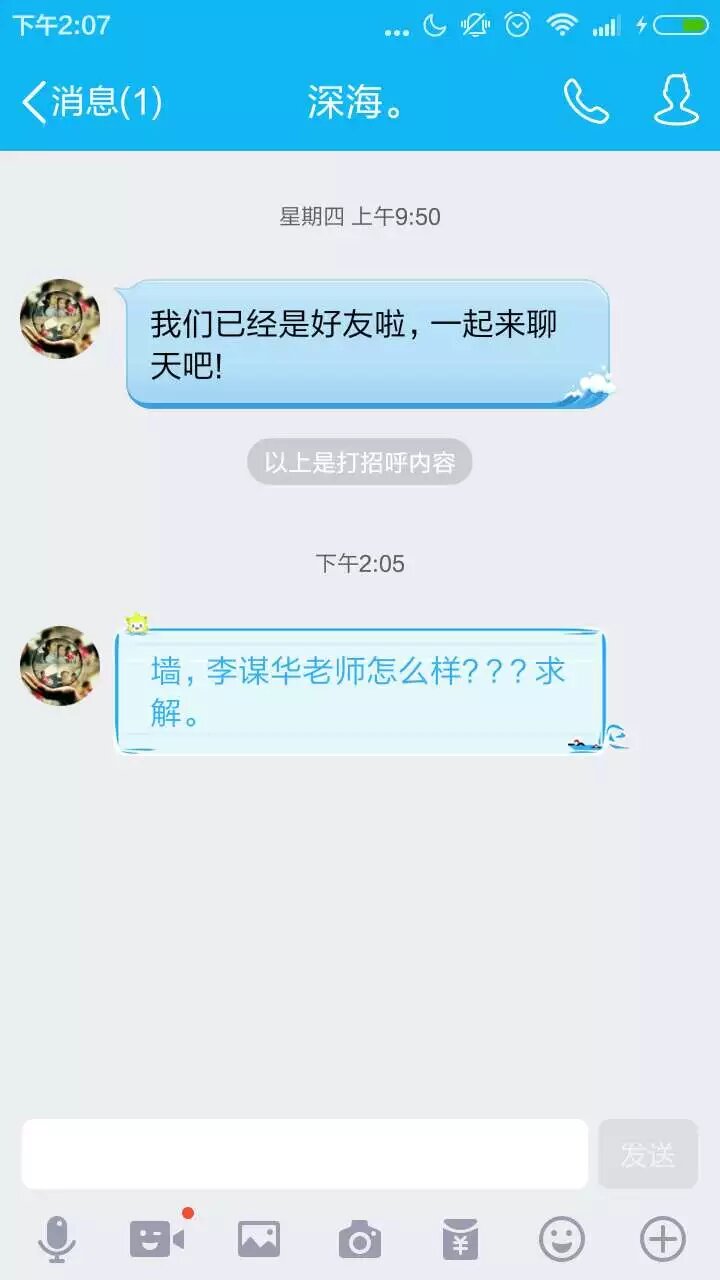 下午2:07
消息(1)
深海。
星期四 上午9:50
我们已经是好友啦，一起来聊
天吧!
以上是打招呼内容
下午2:05
墙，李谋华老师怎么样? ? ? 求
解。
发送